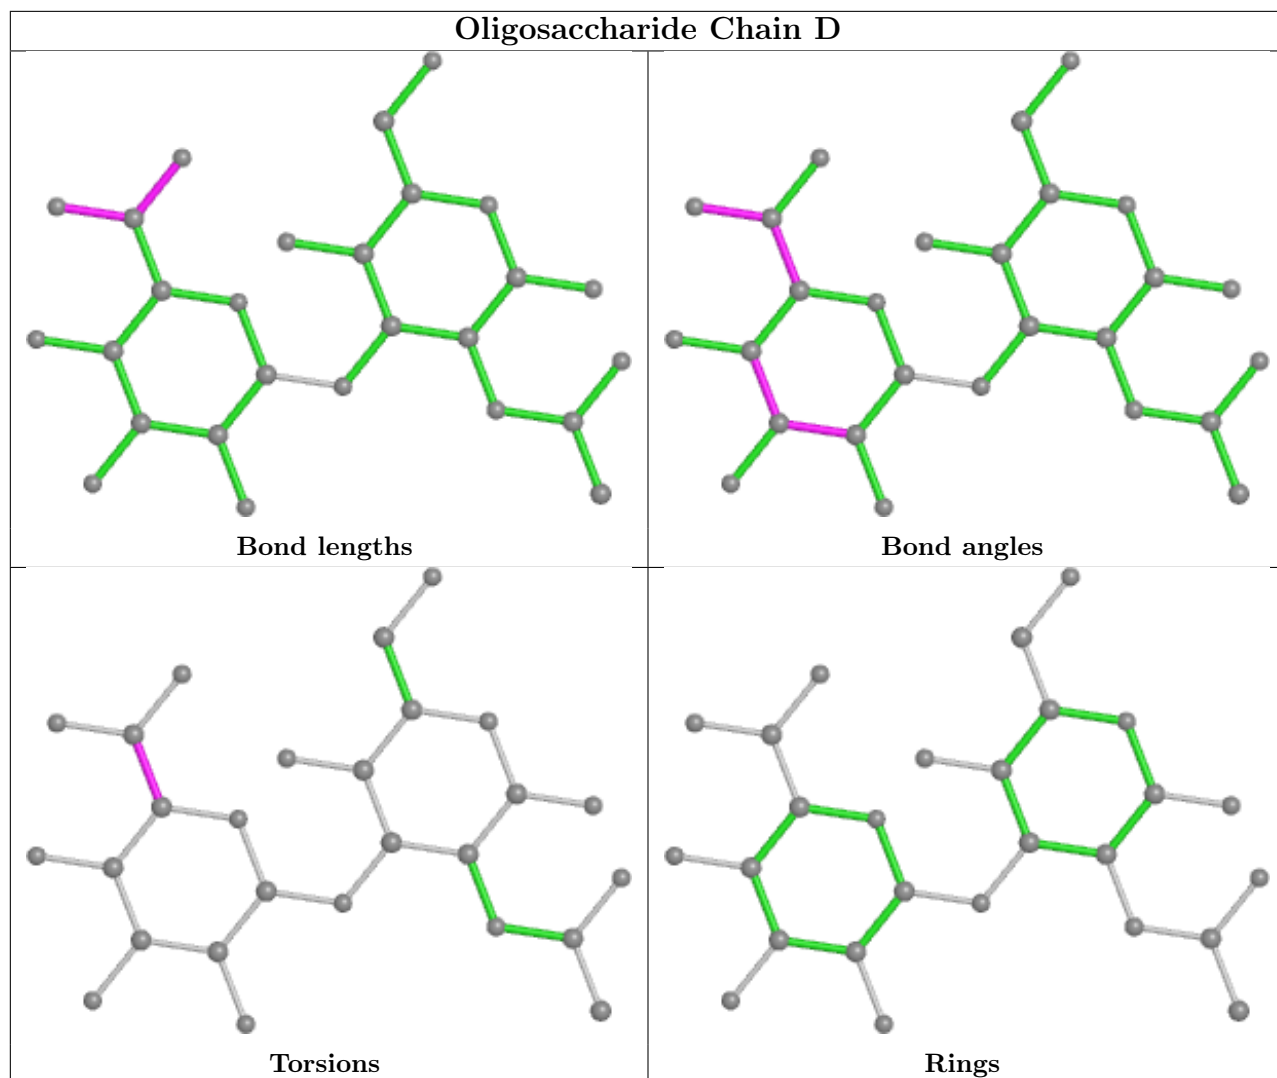 Oligosaccharide Chain D
Bond lengths
Bond angles
Torsions
Rings